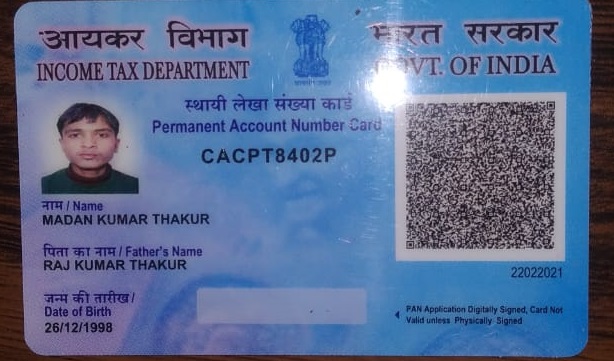 आयकर विभाग
INCOME TAX DEPARTMENT
भारत सरकार
GOVT. OF INDIA
स्थायी लेखा संख्या कार्ड
Permanent Account Number Card
CACPT8402P
नाम / Name
MADAN KUMAR THAKUR
पिता का नाम / Father's Name
RAJ KUMAR THAKUR
जन्म की तारीख /
Date of Birth
26/12/1998
22022021
PAN Application Digitally Signed, Card Not
Valid unless Physically Signed